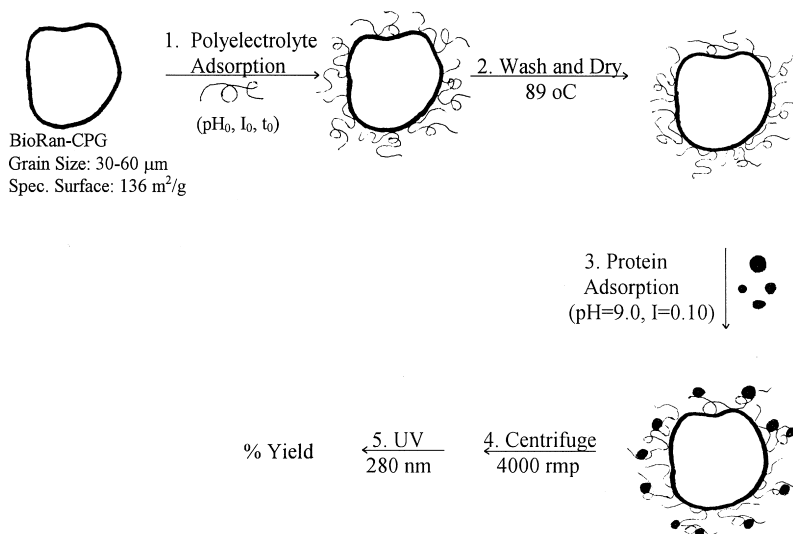 1. Polyelectrolyte
Adsorption
(pH₀, I₀, t₀)
2. Wash and Dry
89 oC
BioRan-CPG
Grain Size: 30-60 μm
Spec. Surface: 136 m²/g
3. Protein
Adsorption
(pH=9.0, I=0.10)
4. Centrifuge
4000 rmp
5. UV
280 nm
% Yield